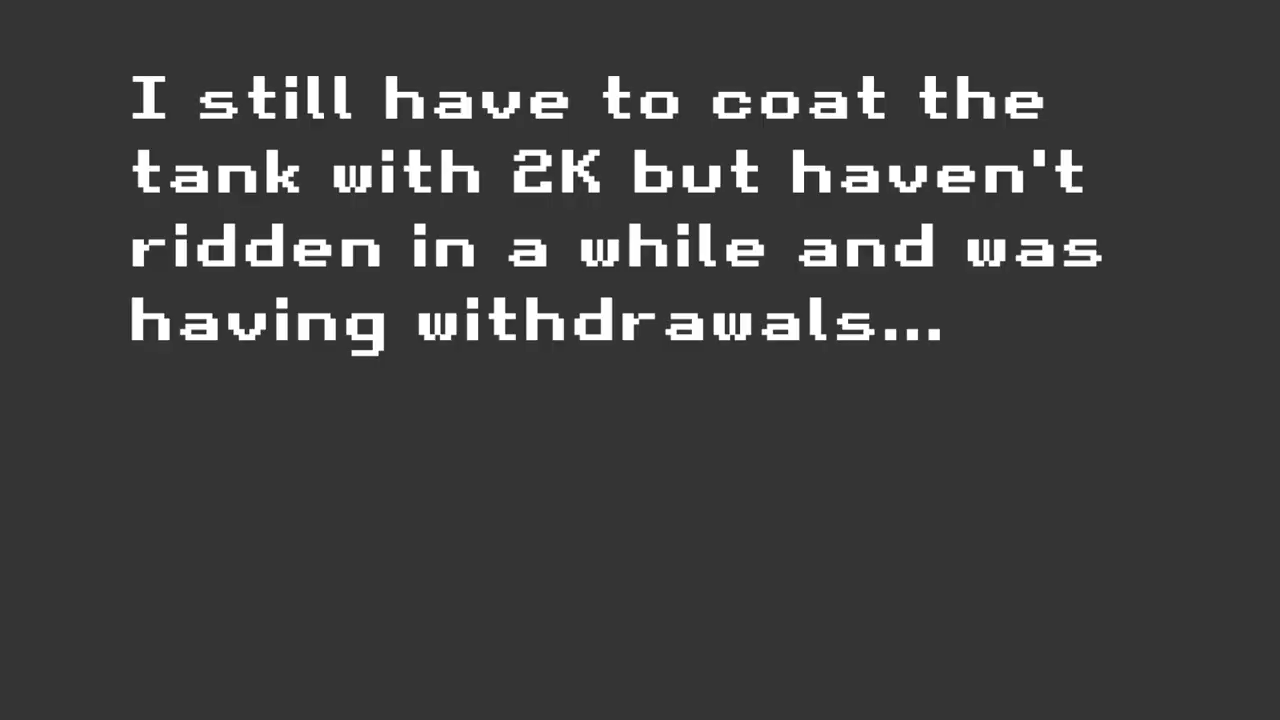 I still have to coat the
tank with 2K but haven't
ridden in a while and was
having withdrawals...